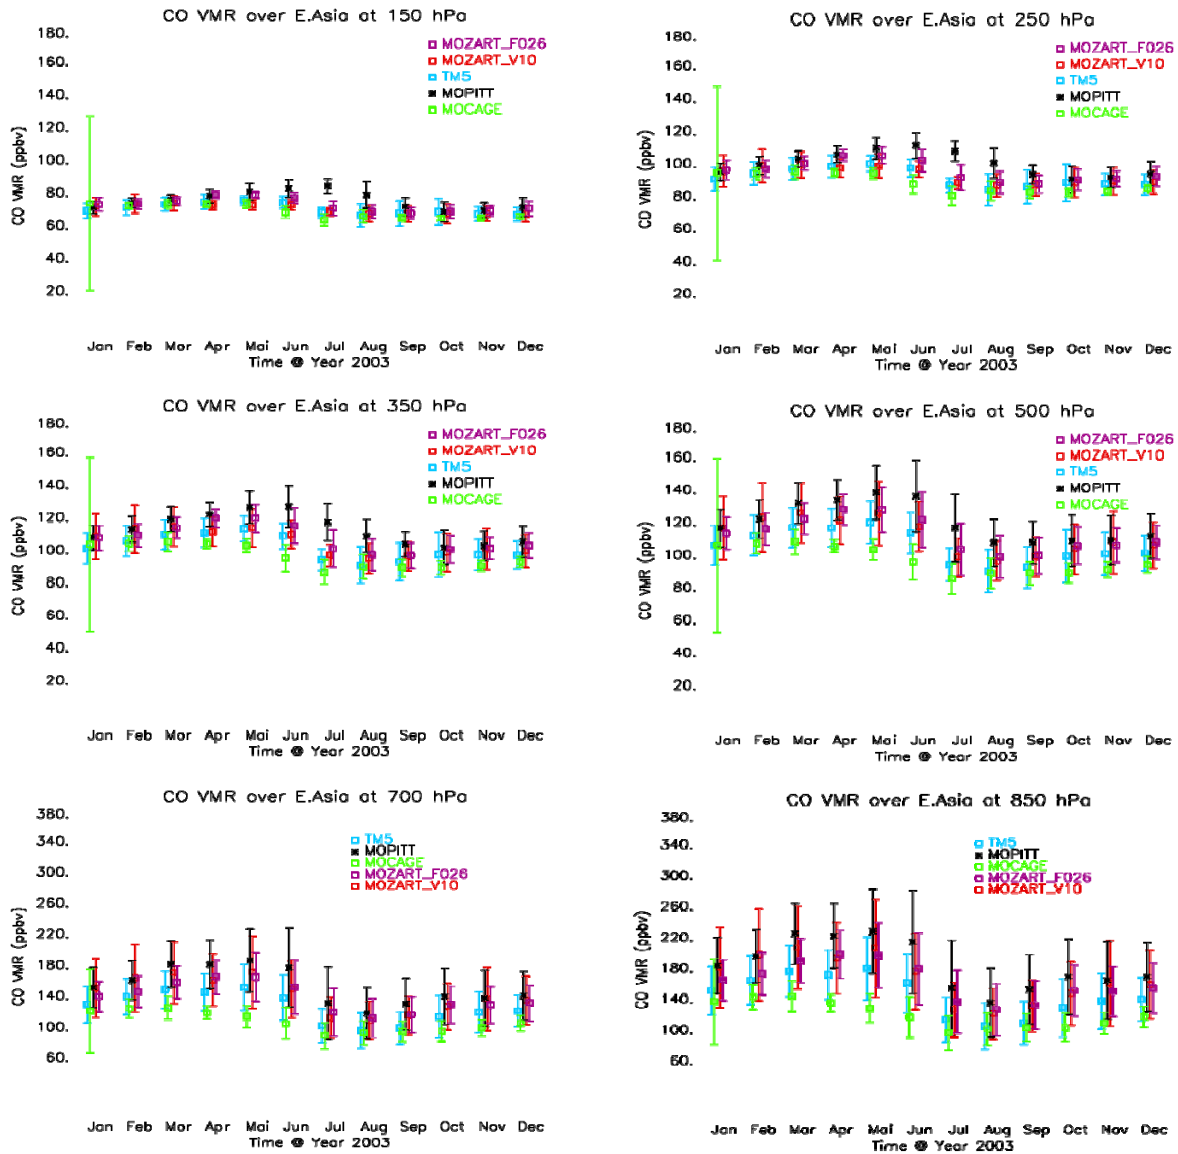 CO VMR over E.Asia at 150 hPa
MOZART_F026
MOZART_V10
TM5
MOPITT
MOCAGE
CO VMR (ppbv)
180.
160.
140.
120.
100.
80.
60.
40.
20.
Jan Feb Mar Apr Mai Jun Jul Aug Sep Oct Nov Dec
Time @ Year 2003
CO VMR over E.Asia at 250 hPa
MOZART_F026
MOZART_V10
TM5
MOPITT
MOCAGE
CO VMR (ppbv)
180.
160.
140.
120.
100.
80.
60.
40.
20.
Jan Feb Mar Apr Mai Jun Jul Aug Sep Oct Nov Dec
Time @ Year 2003
CO VMR over E.Asia at 350 hPa
MOZART_F026
MOZART_V10
TM5
MOPITT
MOCAGE
CO VMR (ppbv)
180.
160.
140.
120.
100.
80.
60.
40.
20.
Jan Feb Mar Apr Mai Jun Jul Aug Sep Oct Nov Dec
Time @ Year 2003
CO VMR over E.Asia at 500 hPa
MOZART_F026
MOZART_V10
TM5
MOPITT
MOCAGE
CO VMR (ppbv)
180.
160.
140.
120.
100.
80.
60.
40.
20.
Jan Feb Mar Apr Mai Jun Jul Aug Sep Oct Nov Dec
Time @ Year 2003
CO VMR over E.Asia at 700 hPa
TM5
MOPITT
MOCAGE
MOZART_F026
MOZART_V10
CO VMR (ppbv)
380.
340.
300.
260.
220.
180.
140.
100.
60.
Jan Feb Mar Apr Mai Jun Jul Aug Sep Oct Nov Dec
Time @ Year 2003
CO VMR over E.Asia at 850 hPa
TM5
MOPITT
MOCAGE
MOZART_F026
MOZART_V10
CO VMR (ppbv)
380.
340.
300.
260.
220.
180.
140.
100.
60.
Jan Feb Mar Apr Mai Jun Jul Aug Sep Oct Nov Dec
Time @ Year 2003